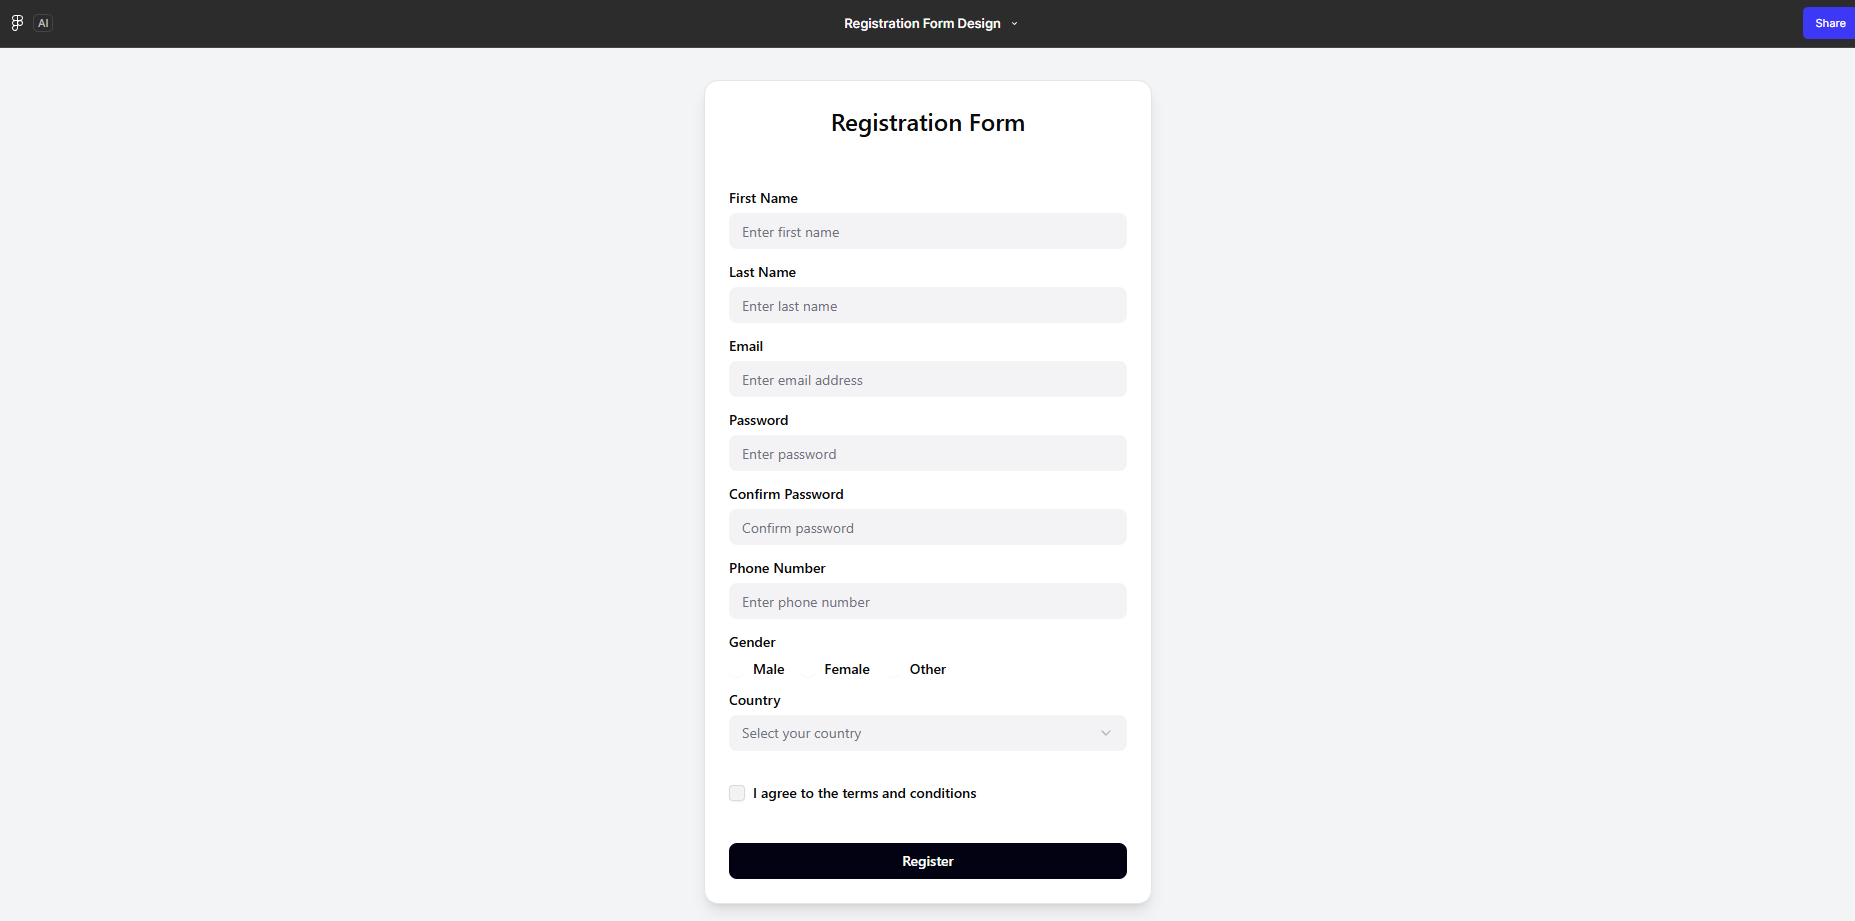 AI
Registration Form Design
Share
Registration Form
First Name
Enter first name
Last Name
Enter last name
Email
Enter email address
Password
Enter password
Confirm Password
Confirm password
Phone Number
Enter phone number
Gender
Male Female Other
Country
Select your country
I agree to the terms and conditions
Register